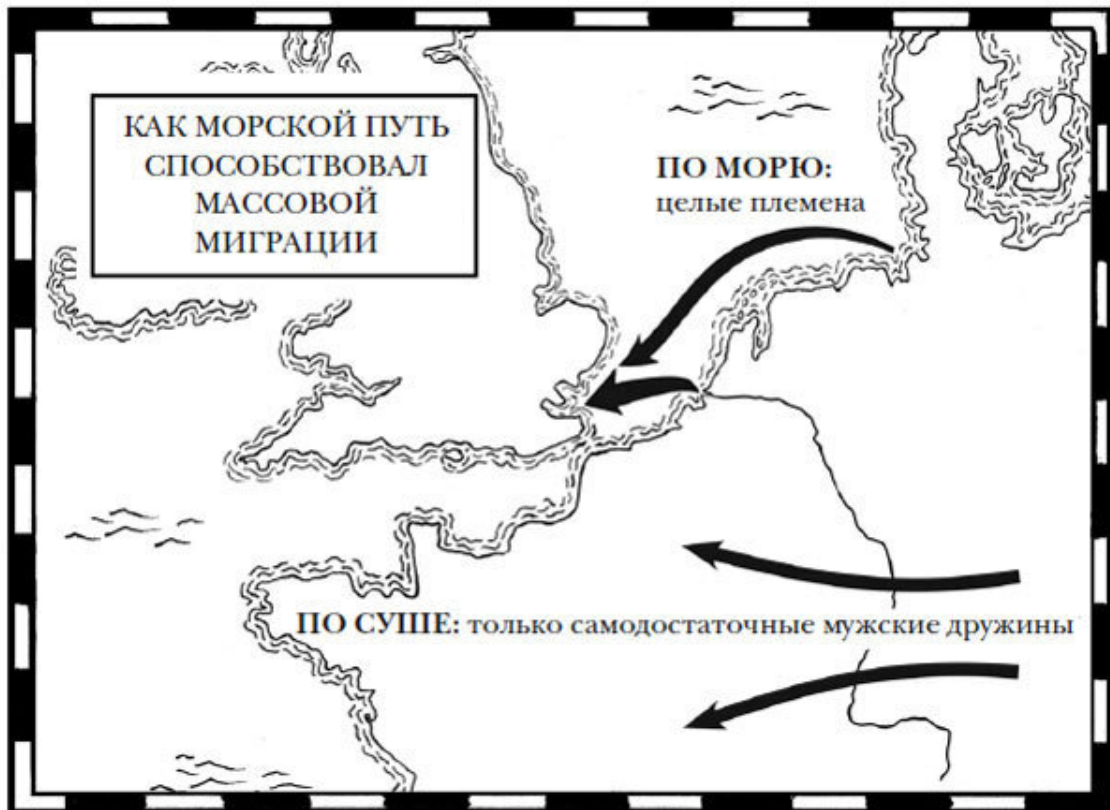 КАК МОРСКОЙ ПУТЬ
СПОСОБСТВОВАЛ
МАССОВОЙ
МИГРАЦИИ
ПО МОРЮ:
целые племена
ПО СУШЕ: только самодостаточные мужские дружины